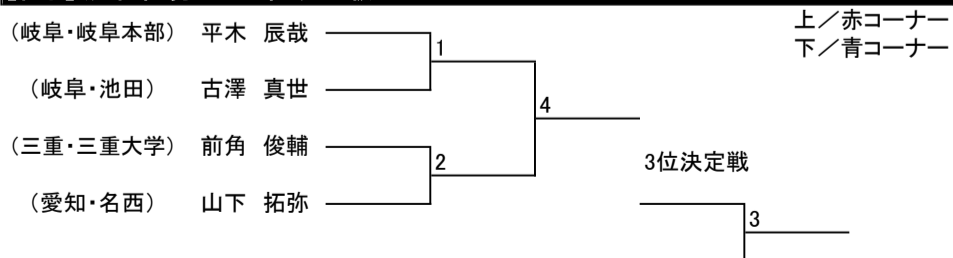 上／赤コーナー
下／青コーナー
（岐阜・岐阜本部） 平木 辰哉
1
（岐阜・池田） 古澤 真世
4
（三重・三重大学） 前角 俊輔
2
3位決定戦
（愛知・名西） 山下 拓弥
3